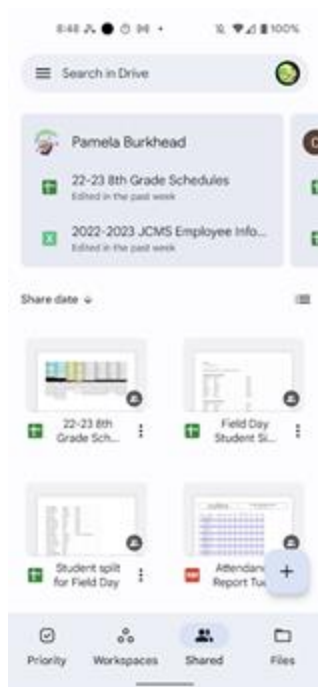 8:48
100%
Search in Drive
Pamela Burkhead
22-23 8th Grade Schedules
Edited in the past week
2022-2023 JCMS Employee Info...
Edited in the past week
Share date
22-23 8th
Grade Sch...
Field Day
Student Si...
Student split
for Field Day
Attendan
Report Tu
Priority
Workspaces
Shared
Files